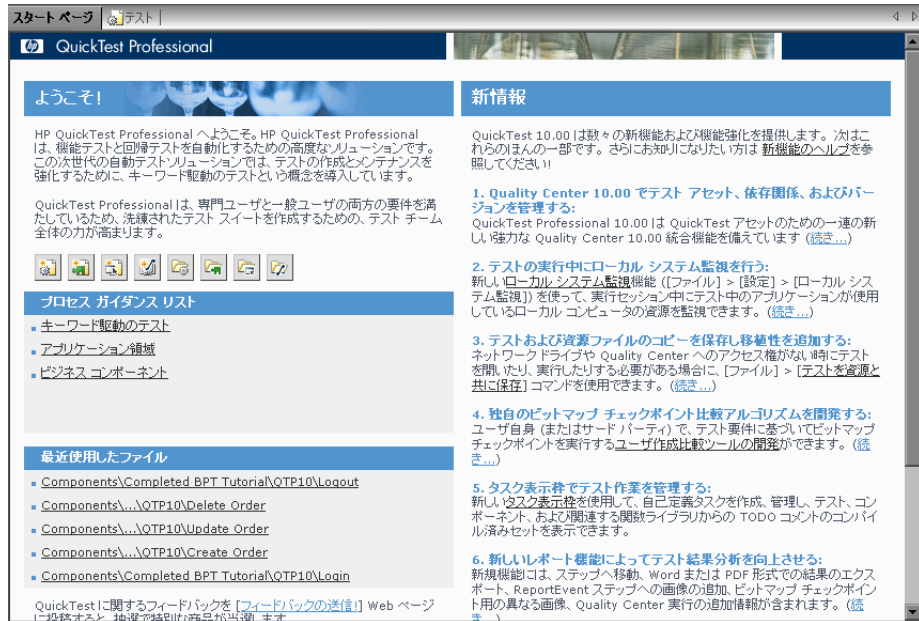 スタート ページ
テスト
hp QuickTest Professional
ようこそ!
HP QuickTest Professional へようこそ。HP QuickTest Professional
は、機能テストと回帰テストを自動化するための高度なソリューションです。
この次世代の自動テストソリューションでは、テストの作成とメンテナンスを
強化するために、キーワード駆動のテストという概念を導入しています。
QuickTest Professional は、専門ユーザと一般ユーザの両方の要件を満
たしているため、洗練されたテスト スイートを作成するための、テスト チーム
全体の力が高まります。
プロセス ガイダンス リスト
キーワード駆動のテスト
アプリケーション領域
ビジネス コンポーネント
最近使用したファイル
Components\Completed BPT Tutorial\QTP10\Logout
Components\...\QTP10\Delete Order
Components\...\QTP10\Update Order
Components\...\QTP10\Create Order
Components\Completed BPT Tutorial\QTP10\Login
QuickTest に関するフィードバックを [フィードバックの送信!] Web ページ
に投稿すると、抽選で特別な商品が当選します。
新情報
QuickTest 10.00 は数々の新機能および機能強化を提供します。次はこ
れらのほんの一部です。さらにお知りになりたい方は 新機能のヘルプを参
照してください!
1. Quality Center 10.00 でテスト アセット、依存関係、およびバー
ジョンを管理する:
QuickTest Professional 10.00 は QuickTest アセットのための一連の新
しい強力な Quality Center 10.00 統合機能を備えています (続き...)
2. テストの実行中にローカル システム監視を行う:
新しいローカル システム監視機能 ([ファイル] > [設定] > [ローカル シス
テム監視]) を使って、実行セッション中にテスト中のアプリケーションが使用
しているローカル コンピュータの資源を監視できます。(続き...)
3. テストおよび資源ファイルのコピーを保存し移植性を追加する:
ネットワークドライブや Quality Center へのアクセス権がない時にテスト
を開いたり、実行したりする必要がある場合に、[ファイル] > [テストを資源と
共に保存] コマンドを使用できます。(続き...)
4. 独自のビットマップ チェックポイント比較アルゴリズムを開発する:
ユーザ自身 (またはサード パーティ) で、テスト要件に基づいてビットマップ
チェックポイントを実行するユーザ作成比較ツールの開発ができます。(続
き...)
5. タスク表示枠でテスト作業を管理する:
新しいタスク表示枠を使用して、自己定義タスクを作成、管理し、テスト、コン
ポーネント、および関連する関数ライブラリからの TODO コメントのコンパイ
ル済みセットを表示できます。
6. 新しいレポート機能によってテスト結果分析を向上させる:
新規機能には、ステップへ移動、Word または PDF 形式での結果のエクス
ポート、ReportEvent ステップへの画像の追加、ビットマップ チェックポイン
ト用の異なる画像、Quality Center 実行の追加情報が含まれます。(続
き...)